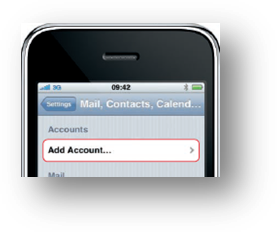 3G 09:42
Settings Mail, Contacts, Calend...
Accounts
Add Account... >
Mail